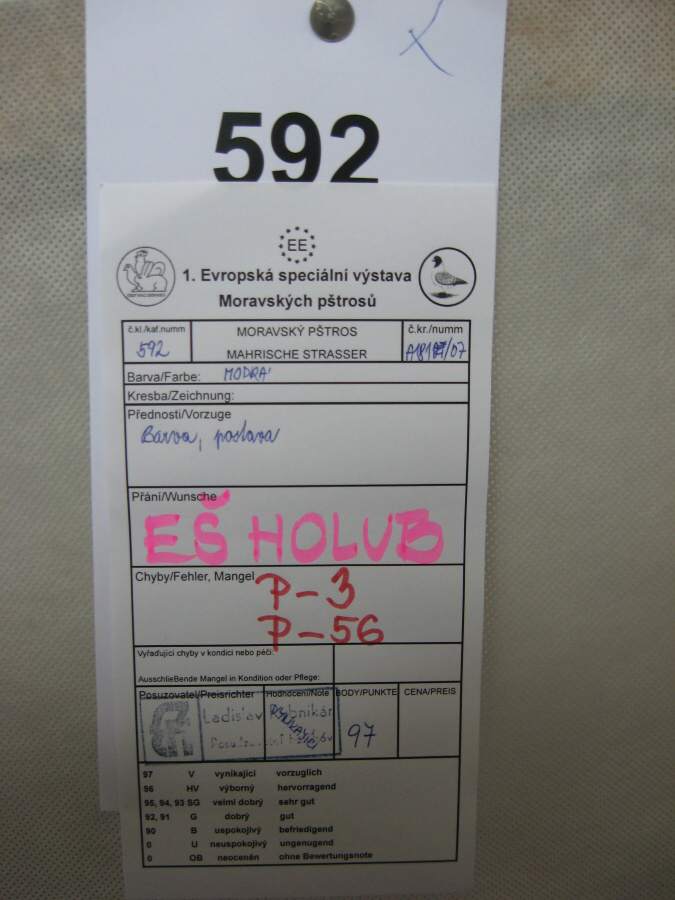 592
EE
1. Evropská speciální výstava
Moravských pštrosů
č.kl./kat.numm MORAVSKÝ PŠTROS č.kr./numm
592 MAHRISCHE STRASSER
Barva/Farbe: MODRÁ
Kresba/Zeichnung:
Přednosti/Vorzuge
Barva, postava
Přání/Wunsche
EŠ HOLUB
Chyby/Fehler, Mangel
P-3
P-56
Vyřaďující chyby v kondici nebo péči:
Ausschließende Mangel in Kondition oder Pflege:
Posuzovatel/Preisrichter Hodnocení/Note BODY/PUNKTE CENA/PREIS
Ladislav
97
97 V vynikající vorzuglich
96 HV výborný hervorragend
95, 94, 93 SG velmi dobrý sehr gut
92, 91 G dobrý gut
90 B uspokojivý befriedigend
0 U neuspokojivý ungenugend
0 OB neoceněn ohne Bewertungsnote